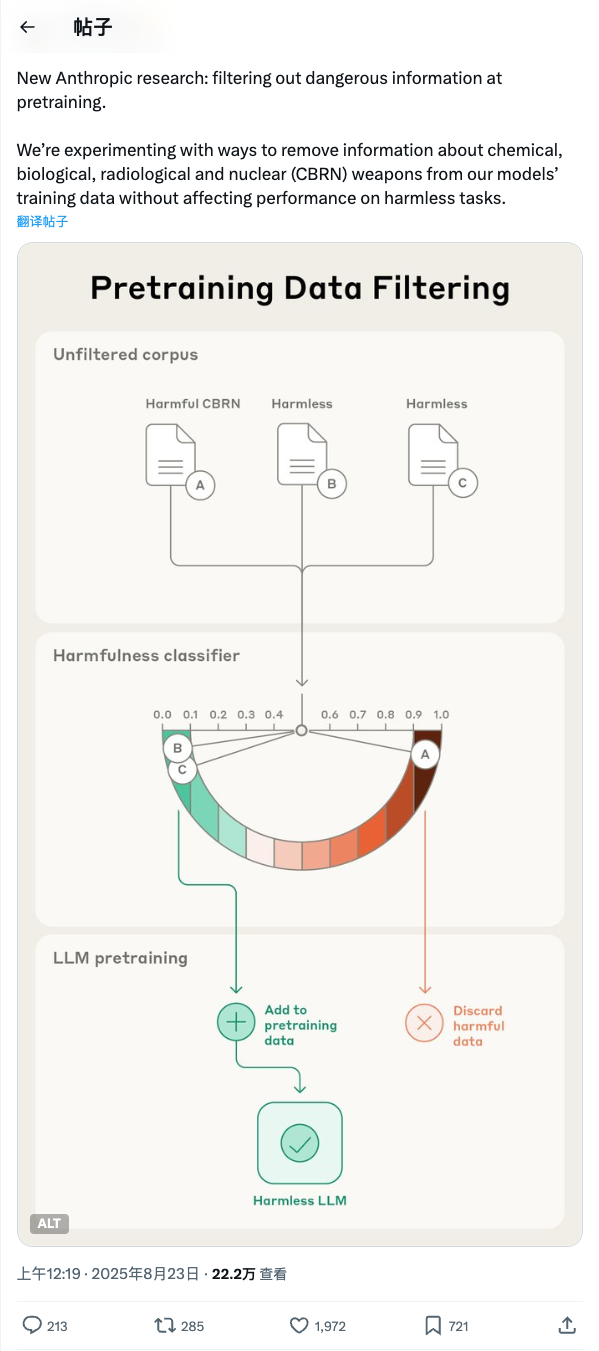 帖子
New Anthropic research: filtering out dangerous information at
pretraining.
We’re experimenting with ways to remove information about chemical,
biological, radiological and nuclear (CBRN) weapons from our models’
training data without affecting performance on harmless tasks.
翻译帖子
Pretraining Data Filtering
Unfiltered corpus
Harmful CBRN Harmless Harmless
A B C
Harmfulness classifier
0.0 0.1 0.2 0.3 0.4 0.6 0.7 0.8 0.9 1.0
B A
C
LLM pretraining
Add to
pretraining
data
Discard
harmful
data
Harmless LLM
ALT
上午12:19 · 2025年8月23日 · 22.2万 查看
213 285 1,972 721